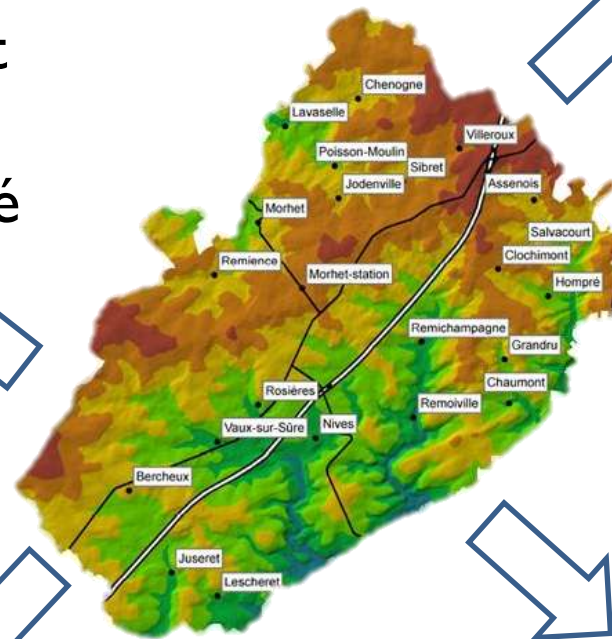 t
é
Chenogne
Lavaselle
Villeroux
Poisson-Moulin
Sibret
Jodenville
Assenois
Morhet
Salvacourt
Remience
Clochimont
Morhet-station
Hompré
Remichampagne
Grandru
Rosières
Chaumont
Remoiville
Vaux-sur-Sûre
Nives
Bercheux
Juseret
Lescheret